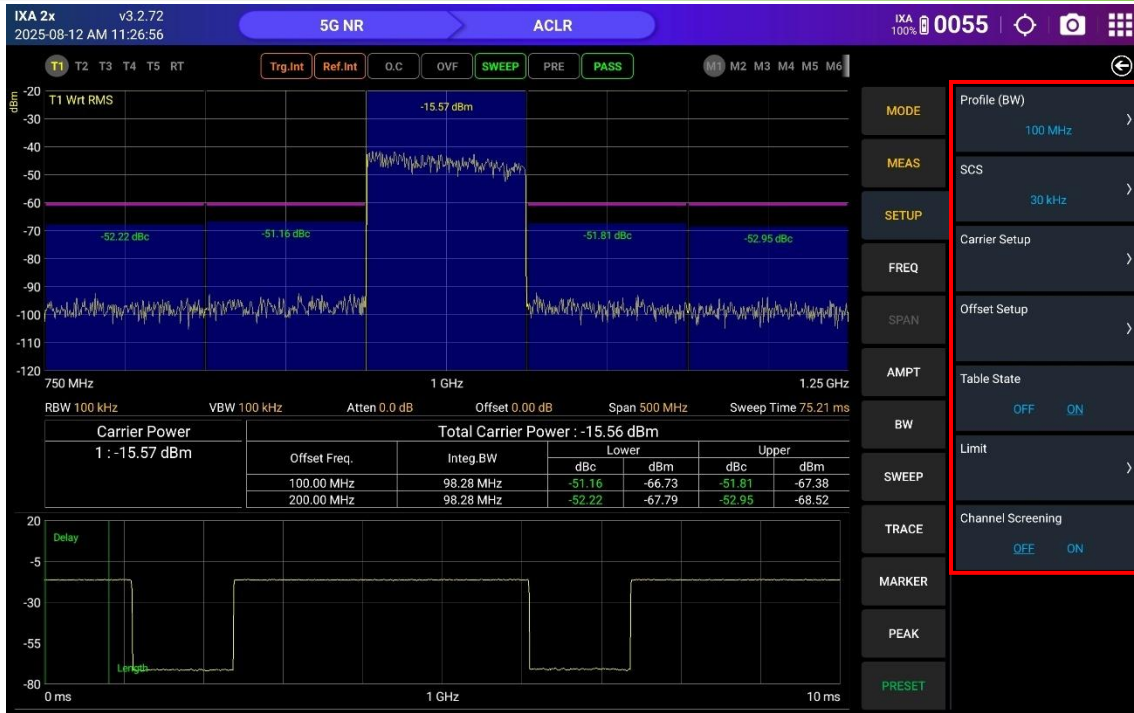 IXA 2x v3.2.72
2025-08-12 AM 11:26:56
5G NR ACLR
IXA 100% 0055
T1 T2 T3 T4 T5 RT
Trg.Int Ref.Int O.C OVF SWEEP PRE PASS
M1 M2 M3 M4 M5 M6
dBm
T1 Wrt RMS
-15.57 dBm
-20
-30
-40
-50
-60
-70
-80
-90
-100
-110
-120
-52.22 dBc -51.16 dBc -51.81 dBc -52.95 dBc
750 MHz 1 GHz 1.25 GHz
RBW 100 kHz VBW 100 kHz Atten 0.0 dB Offset 0.00 dB Span 500 MHz Sweep Time 75.21 ms
Carrier Power
1 : -15.57 dBm
Total Carrier Power : -15.56 dBm
Offset Freq. Integ.BW Lower Upper
dBc dBm dBc dBm
100.00 MHz 98.28 MHz -51.16 -66.73 -51.81 -67.38
200.00 MHz 98.28 MHz -52.22 -67.79 -52.95 -68.52
20
-5
-30
-55
-80
Delay
Length
0 ms 1 GHz 10 ms
MODE
MEAS
SETUP
FREQ
SPAN
AMPT
BW
SWEEP
TRACE
MARKER
PEAK
PRESET
Profile (BW)
100 MHz
SCS
30 kHz
Carrier Setup
Offset Setup
Table State
OFF ON
Limit
Channel Screening
OFF ON